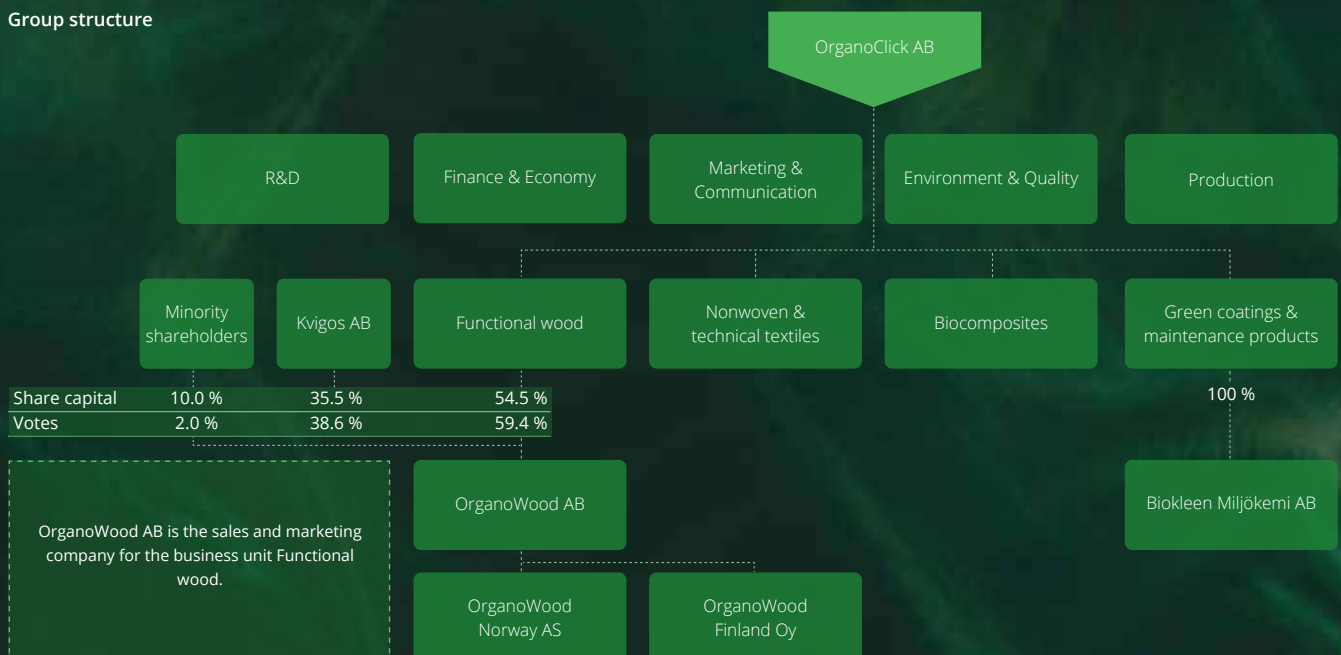 Group structure
OrganoClick AB
R&D
Finance & Economy
Marketing &
Communication
Environment & Quality
Production
Minority
shareholders
Kvigos AB
Functional wood
Nonwoven &
technical textiles
Biocomposites
Green coatings &
maintenance products
Share capital 10.0 % 35.5 % 54.5 %
Votes 2.0 % 38.6 % 59.4 %
100 %
OrganoWood AB is the sales and marketing
company for the business unit Functional
wood.
OrganoWood AB
Biokleen Miljökemi AB
OrganoWood
Norway AS
OrganoWood
Finland Oy